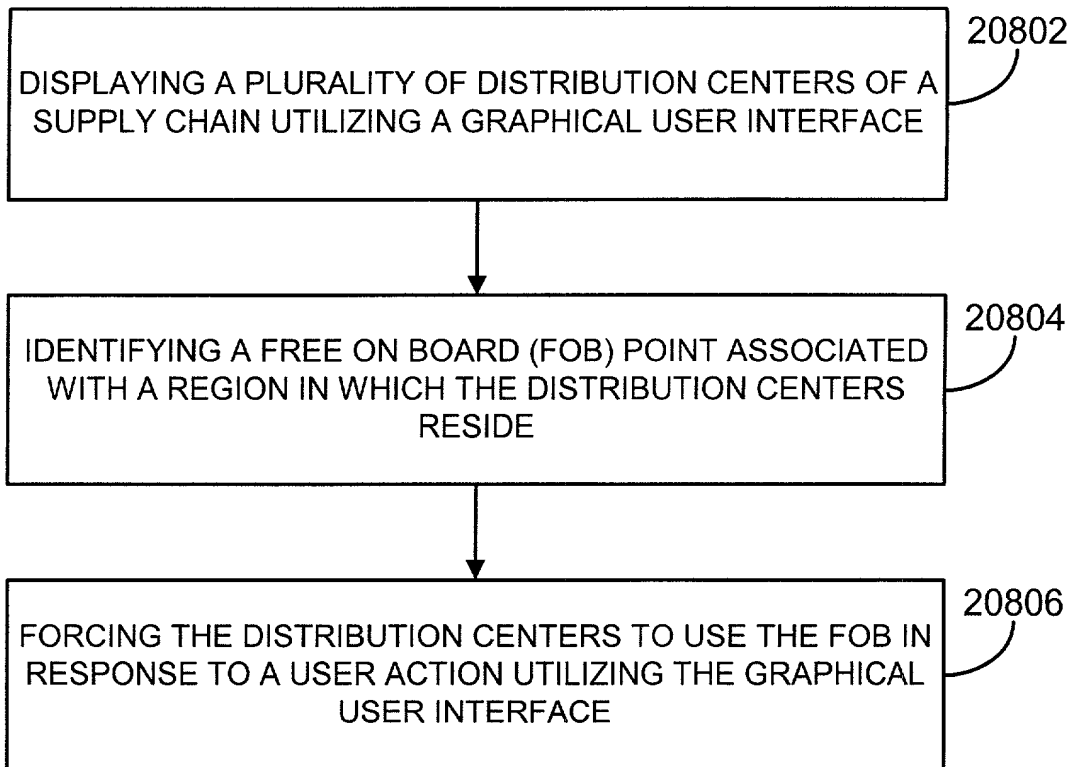 20802
DISPLAYING A PLURALITY OF DISTRIBUTION CENTERS OF A
SUPPLY CHAIN UTILIZING A GRAPHICAL USER INTERFACE
20804
IDENTIFYING A FREE ON BOARD (FOB) POINT ASSOCIATED
WITH A REGION IN WHICH THE DISTRIBUTION CENTERS
RESIDE
20806
FORCING THE DISTRIBUTION CENTERS TO USE THE FOB IN
RESPONSE TO A USER ACTION UTILIZING THE GRAPHICAL
USER INTERFACE